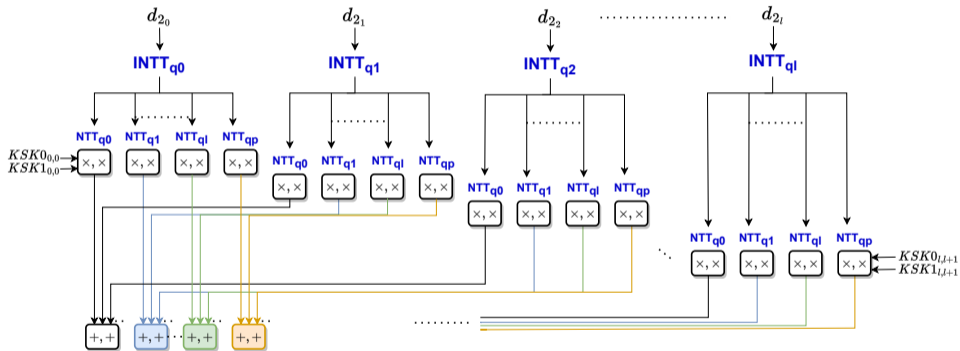 d_{2_0} d_{2_1} d_{2_2} ................... d_{2_l}
INTT_{q0} INTT_{q1} INTT_{q2} INTT_{ql}
NTT_{q0} NTT_{q1} NTT_{ql} NTT_{qp}
KSK0_{0,0}
KSK1_{0,0}
×,× ×,× ×,× ×,×
NTT_{q0} NTT_{q1} NTT_{ql} NTT_{qp}
×,× ×,× ×,× ×,×
NTT_{q0} NTT_{q1} NTT_{ql} NTT_{qp}
×,× ×,× ×,× ×,×
NTT_{q0} NTT_{q1} NTT_{ql} NTT_{qp}
×,× ×,× ×,× ×,×
KSK0_{l,l+1}
KSK1_{l,l+1}
+,+ +,+ +,+ +,+